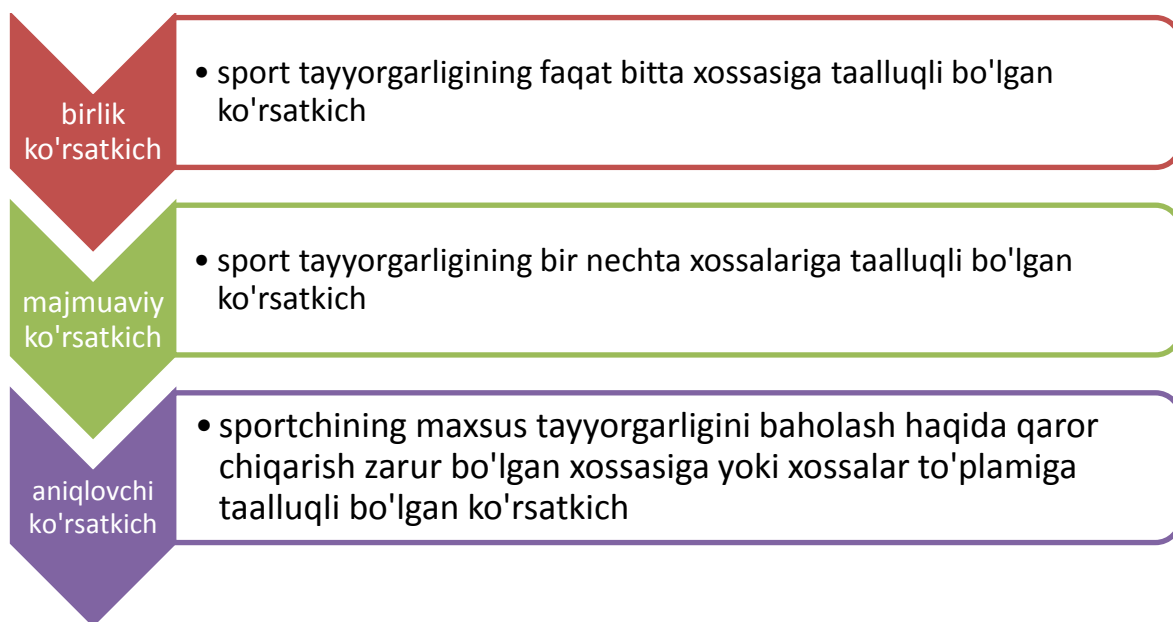 birlik
ko'rsatkich
• sport tayyorgarligining faqat bitta xossasiga taalluqli bo'lgan
ko'rsatkich
majmuaviy
ko'rsatkich
• sport tayyorgarligining bir nechta xossalariga taalluqli bo'lgan
ko'rsatkich
aniqlovchi
ko'rsatkich
• sportchining maxsus tayyorgarligini baholash haqida qaror
chiqarish zarur bo'lgan xossasiga yoki xossalar to'plamiga
taalluqli bo'lgan ko'rsatkich